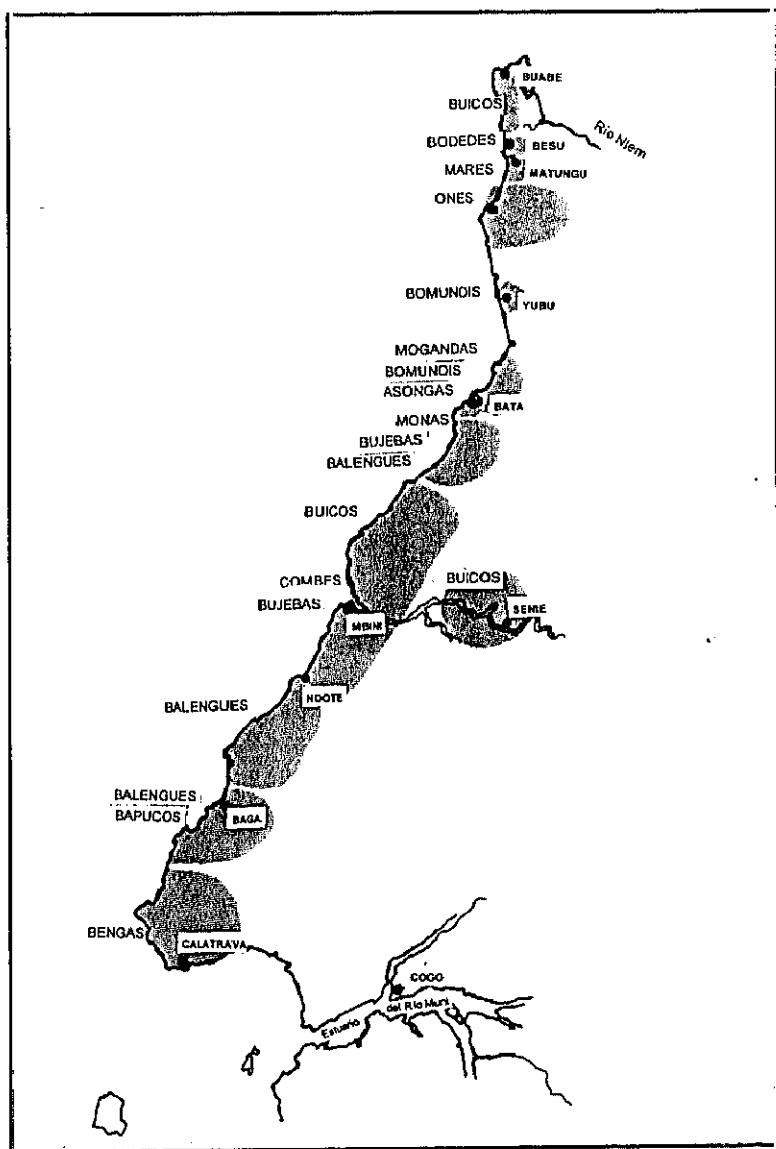 BUABE
BUICOS
Río Niem
BODEDES
BESU
MARES
MATUNGU
ONES
BOMUNDIS
YUBU
MOGANDAS
BOMUNDIS
ASONGAS
BATA
MONAS
BUJEBAS
BALENGUES
BUICOS
COMBES
BUICOS
BUJEBAS
MBINI
SENIE
NDOTE
BALENGUES
BALENGUES
BAPUCOS
BAGA
BENGAS
CALATRAVA
COGO
Estuario del Río Muni